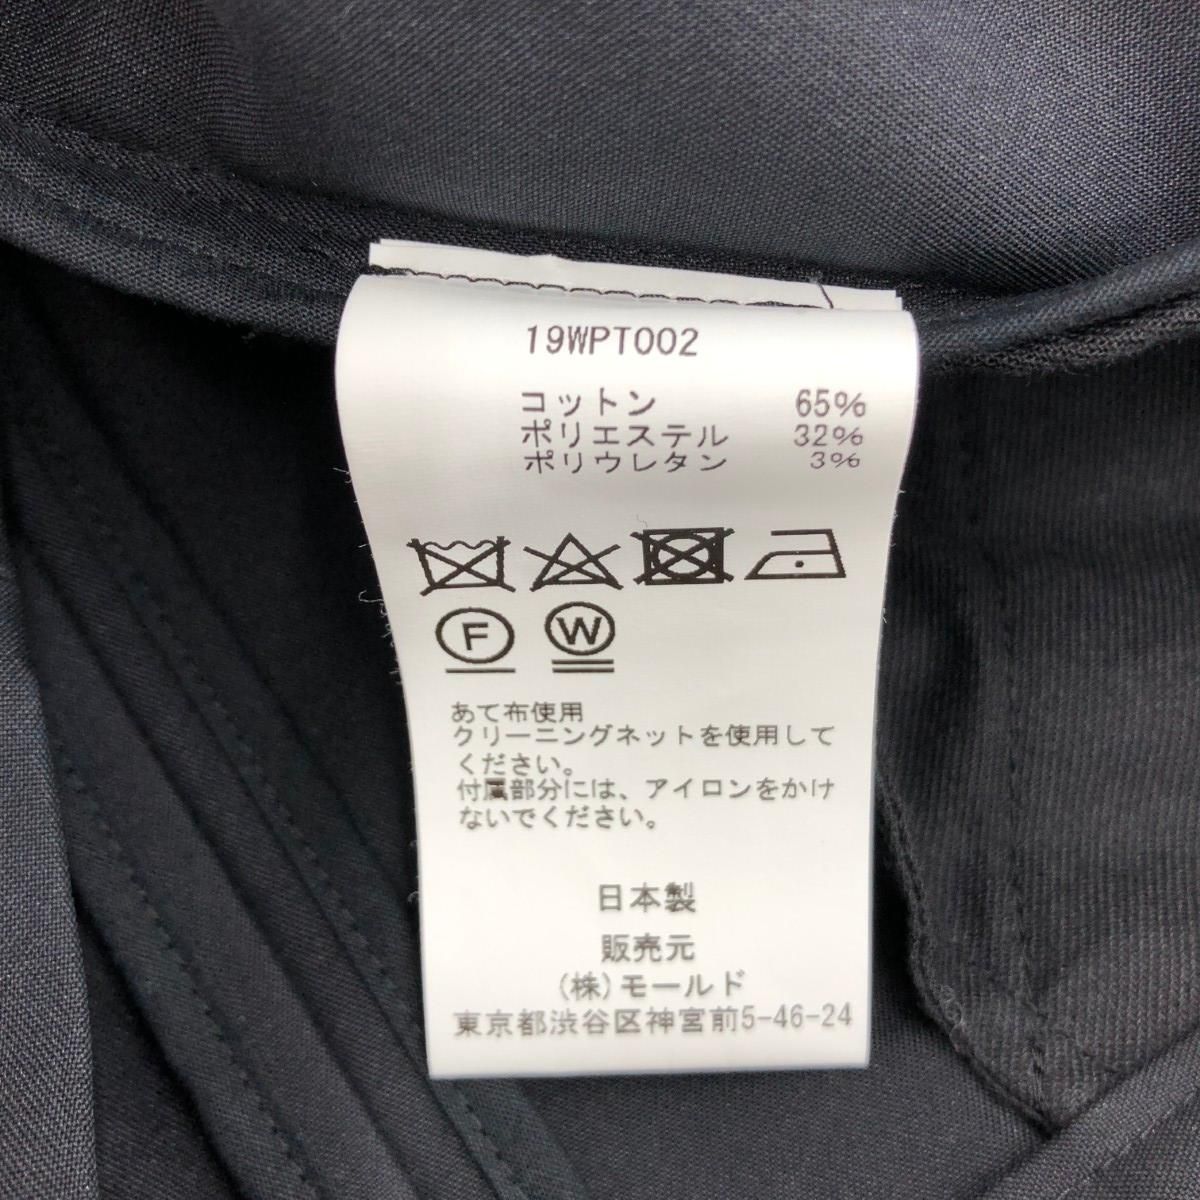 19WPT002
コットン 65%
ポリエステル 32%
ポリウレタン 3%
F W
あて布使用
クリーニングネットを使用して
ください。
付属部分には、アイロンをかけ
ないでください。
日本製
販売元
(株)モールド
東京都渋谷区神宮前5-46-24